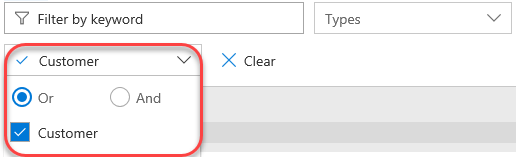 Filter by keyword
Types
Customer
Clear
Or
And
Customer